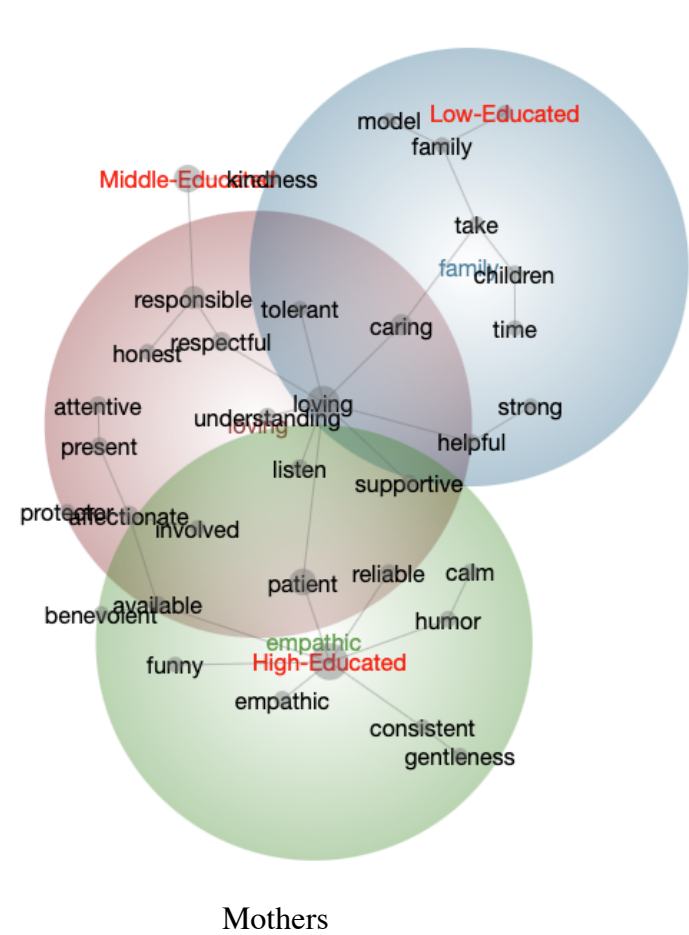 model
Low-Educated
family
Middle-Educated
kindness
take
family
children
responsible
tolerant
caring
time
honest
respectful
attentive
loving
strong
understanding
loving
present
helpful
listen
supportive
protector
affectionate
involved
patient
reliable
calm
benevolent
available
humor
empathic
High-Educated
funny
empathic
consistent
gentleness
Mothers